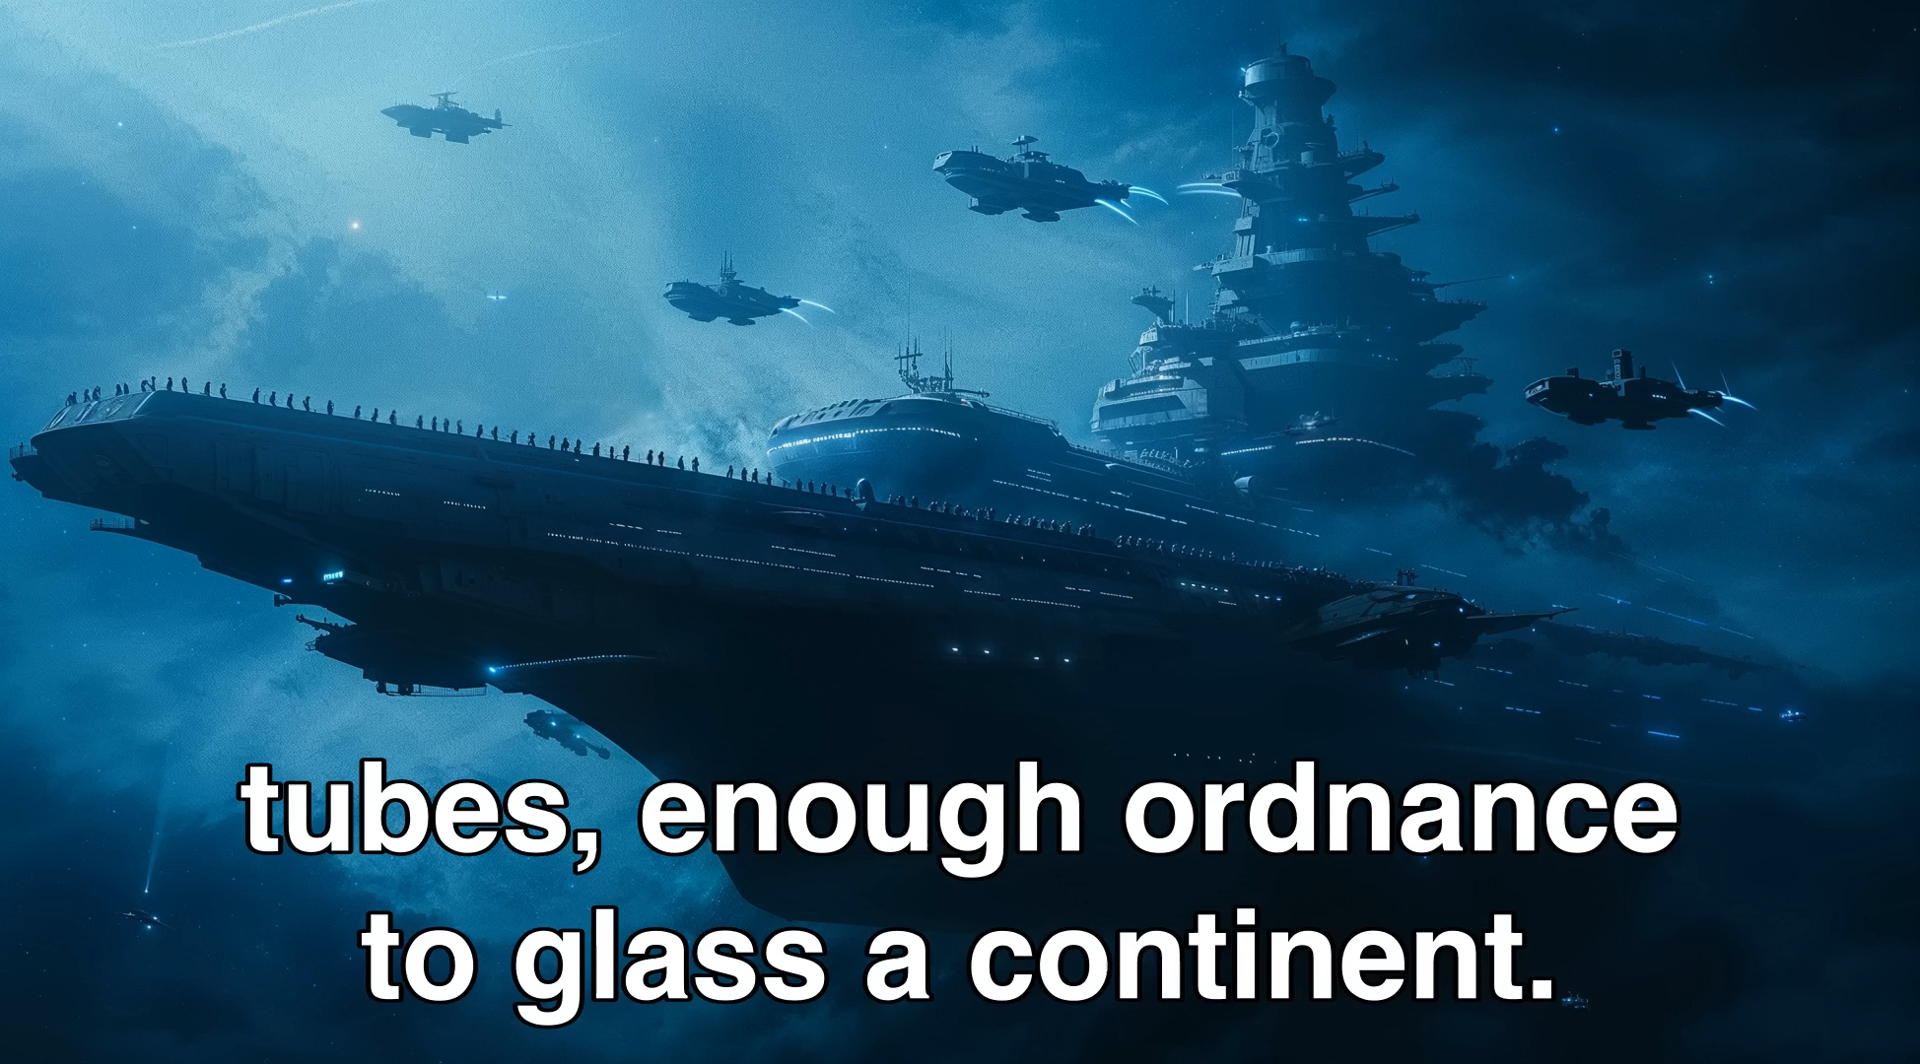 tubes, enough ordnance
to glass a continent.